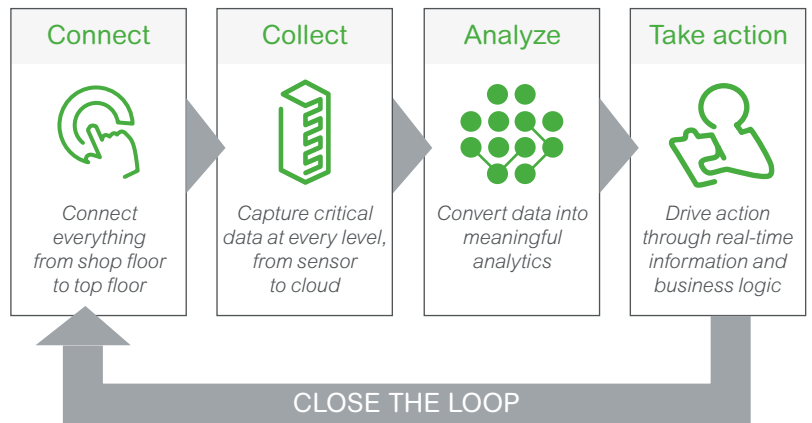 Connect
Connect
everything
from shop floor
to top floor
Collect
Capture critical
data at every level,
from sensor
to cloud
Analyze
Convert data into
meaningful
analytics
Take action
Drive action
through real-time
information and
business logic
CLOSE THE LOOP